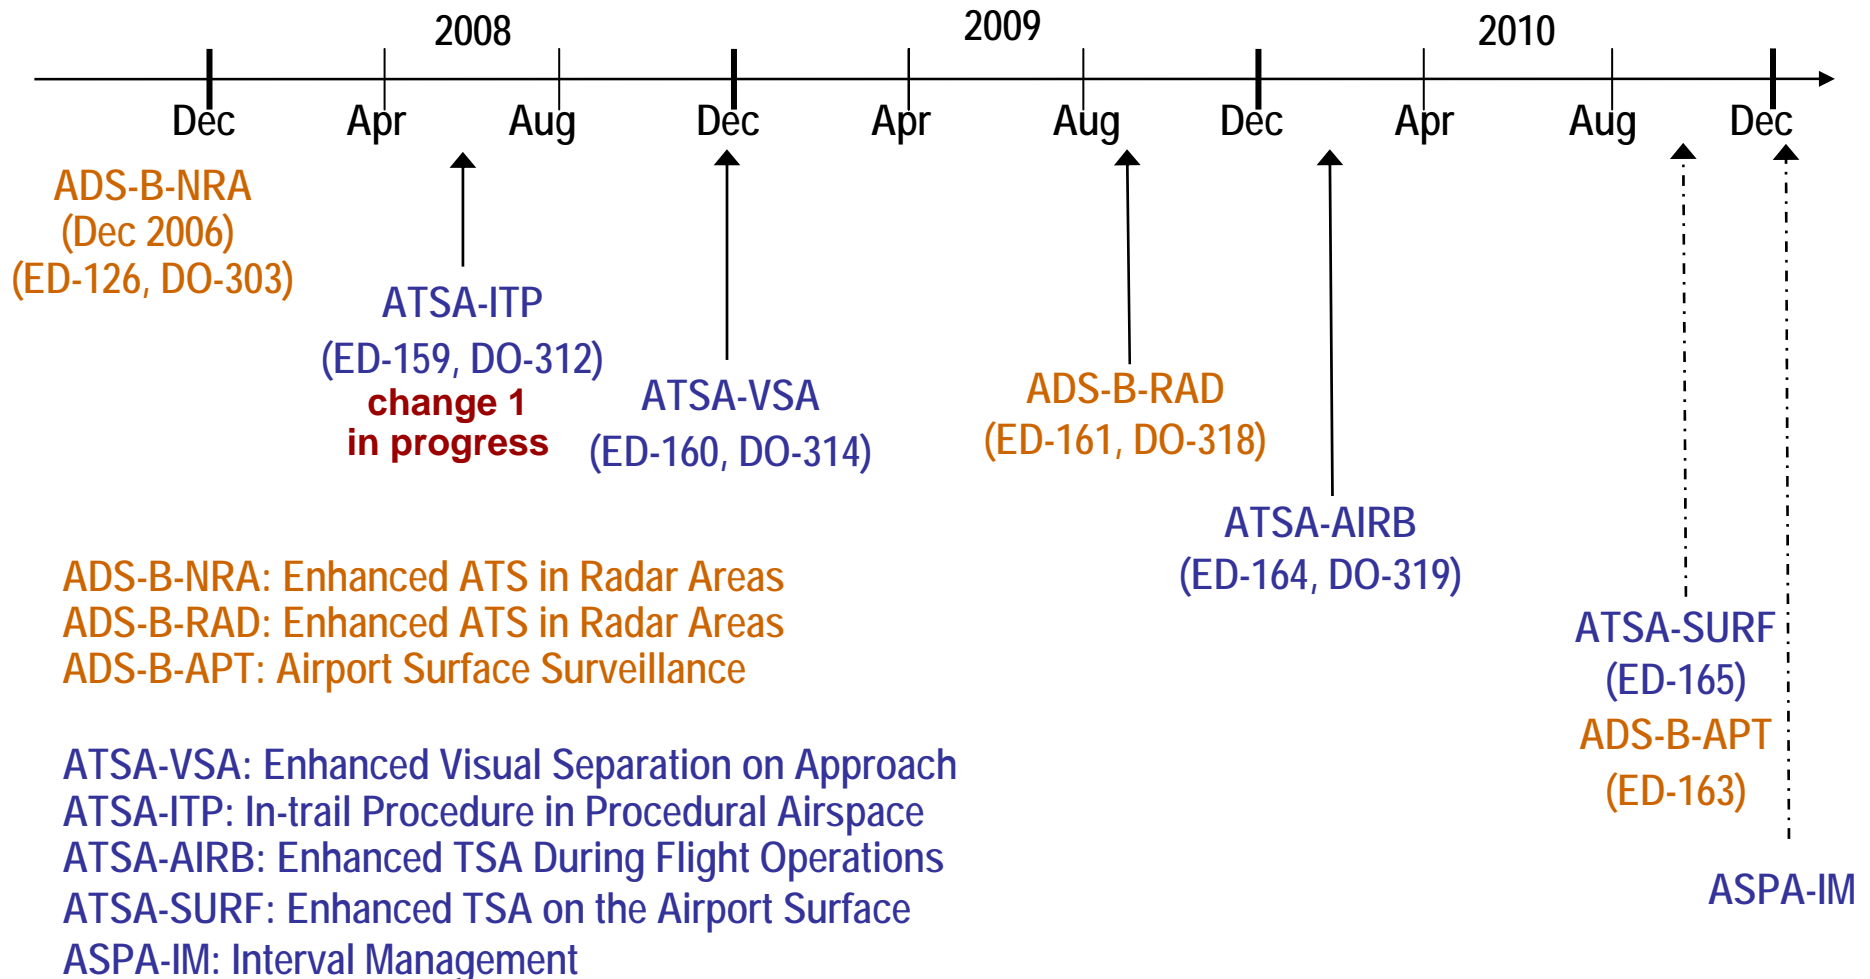 2008
2009
2010
Dec
Apr
Aug
Dec
Apr
Aug
Dec
Apr
Aug
Dec
ADS-B-NRA
(Dec 2006)
(ED-126, DO-303)
ATSA-ITP
(ED-159, DO-312)
change 1
in progress
ATSA-VSA
(ED-160, DO-314)
ADS-B-RAD
(ED-161, DO-318)
ATSA-AIRB
(ED-164, DO-319)
ATSA-SURF
(ED-165)
ADS-B-APT
(ED-163)
ASPA-IM
ADS-B-NRA: Enhanced ATS in Radar Areas
ADS-B-RAD: Enhanced ATS in Radar Areas
ADS-B-APT: Airport Surface Surveillance
ATSA-VSA: Enhanced Visual Separation on Approach
ATSA-ITP: In-trail Procedure in Procedural Airspace
ATSA-AIRB: Enhanced TSA During Flight Operations
ATSA-SURF: Enhanced TSA on the Airport Surface
ASPA-IM: Interval Management